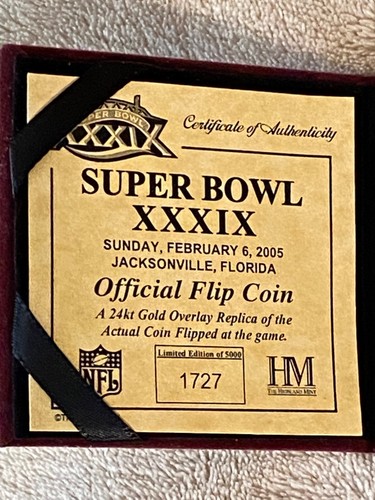 PER BOWL
XXXIX
Certificate of Authenticity
SUPER BOWL
XXXIX
SUNDAY, FEBRUARY 6, 2005
JACKSONVILLE, FLORIDA
Official Flip Coin
A 24kt Gold Overlay Replica of the
Actual Coin Flipped at the game.
NFL
Limited Edition of 5000
1727
HM
THE HIGHLAND MINT